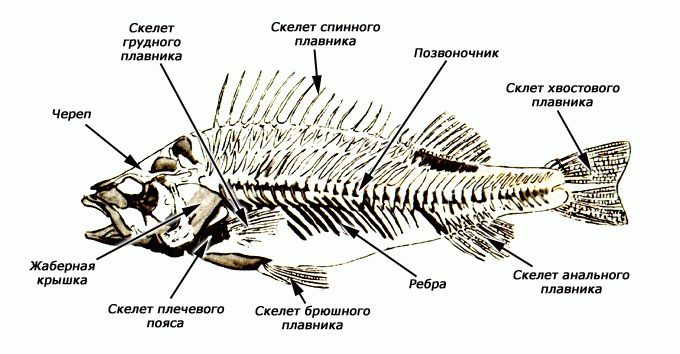 Скелет
грудного
плавника
Скелет спинного
плавника
Позвоночник
Склет хвостового
плавника
Череп
Жаберная
крышка
Скелет плечевого
пояса
Скелет брюшного
плавника
Ребра
Скелет анального
плавника